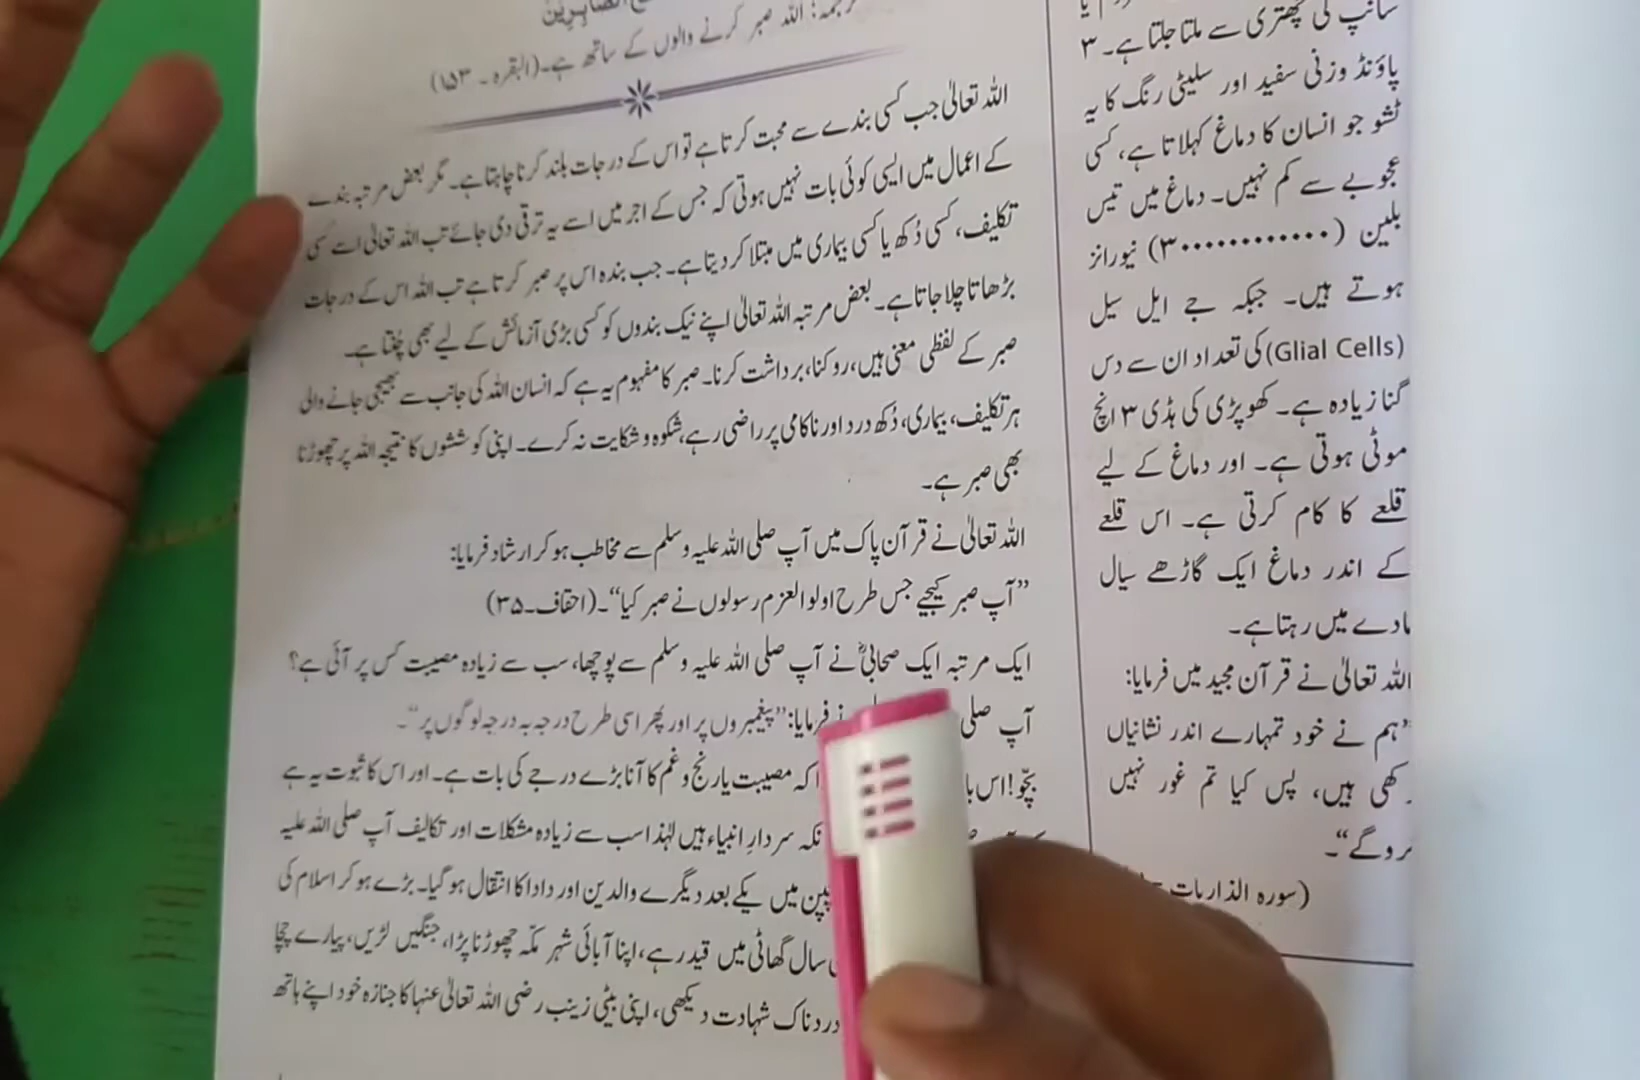 الصَّابِرِيْنَ
ترجمہ: اللہ صبر کرنے والوں کے ساتھ ہے۔ (البقرہ۔ ۱۵۳)
اللہ تعالیٰ جب کسی بندے سے محبت کرتا ہے تو اس کے درجات بلند کرنا چاہتا ہے۔ مگر بعض مرتبہ بندے
کے اعمال میں ایسی کوئی بات نہیں ہوتی کہ جس کے اجر میں اسے یہ ترقی دی جائے تب اللہ تعالیٰ اسے کسی
تکلیف، کسی دُکھ یا کسی بیماری میں مبتلا کر دیتا ہے۔ جب بندہ اس پر صبر کرتا ہے تب اللہ اس کے درجات
بڑھاتا چلا جاتا ہے۔ بعض مرتبہ اللہ تعالیٰ اپنے نیک بندوں کو کسی بڑی آزمائش کے لیے بھی چُنتا ہے۔
صبر کے لفظی معنی ہیں، روکنا، برداشت کرنا۔ صبر کا مفہوم یہ ہے کہ انسان اللہ کی جانب سے بھیجی جانے والی
ہر تکلیف، بیماری، دُکھ درد اور ناکامی پر راضی رہے، شکوہ و شکایت نہ کرے۔ اپنی کوششوں کا نتیجہ اللہ پر چھوڑنا
بھی صبر ہے۔
اللہ تعالیٰ نے قرآن پاک میں آپ صلی اللہ علیہ وسلم سے مخاطب ہو کر ارشاد فرمایا:
”آپ صبر کیجیے جس طرح اولوالعزم رسولوں نے صبر کیا“۔ (احقاف۔ ۳۵)
ایک مرتبہ ایک صحابیؓ نے آپ صلی اللہ علیہ وسلم سے پوچھا، سب سے زیادہ مصیبت کس پر آئی ہے؟
آپ صلی نے فرمایا: ”پیغمبروں پر اور پھر اسی طرح درجہ بہ درجہ لوگوں پر“۔
بچّو! اس کہ مصیبت یا رنج و غم کا آنا بڑے درجے کی بات ہے۔ اور اس کا ثبوت یہ ہے
سردارِ انبیاء ہیں لہٰذا سب سے زیادہ مشکلات اور تکالیف آپ صلی اللہ علیہ
میں یکے بعد دیگرے والدین اور دادا کا انتقال ہو گیا۔ بڑے ہو کر اسلام کی
سال گھاٹی میں قید رہے، اپنا آبائی شہر مکّہ چھوڑنا پڑا، جنگیں لڑیں، پیارے چچا
دردناک شہادت دیکھی، اپنی بیٹی زینب رضی اللہ تعالیٰ عنہا کا جنازہ خود اپنے ہاتھ
سانپ کی چھتری سے ملتا جلتا ہے۔ ۳
پاؤنڈ وزنی سفید اور سلیٹی رنگ کا یہ
ٹشو جو انسان کا دماغ کہلاتا ہے، کسی
عجوبے سے کم نہیں۔ دماغ میں تیس
بلین (۳۰۰۰۰۰۰۰۰۰۰۰۰) نیورانز
ہوتے ہیں۔ جبکہ جے ایل سیل
(Glial Cells) کی تعداد ان سے دس
گنا زیادہ ہے۔ کھوپڑی کی ہڈی ۳ انچ
موٹی ہوتی ہے۔ اور دماغ کے لیے
قلعے کا کام کرتی ہے۔ اس قلعے
کے اندر دماغ ایک گاڑھے سیال
مادے میں رہتا ہے۔
اللہ تعالیٰ نے قرآن مجید میں فرمایا:
”ہم نے خود تمہارے اندر نشانیاں
رکھی ہیں، پس کیا تم غور نہیں
کرو گے“۔
(سورہ الذاریات